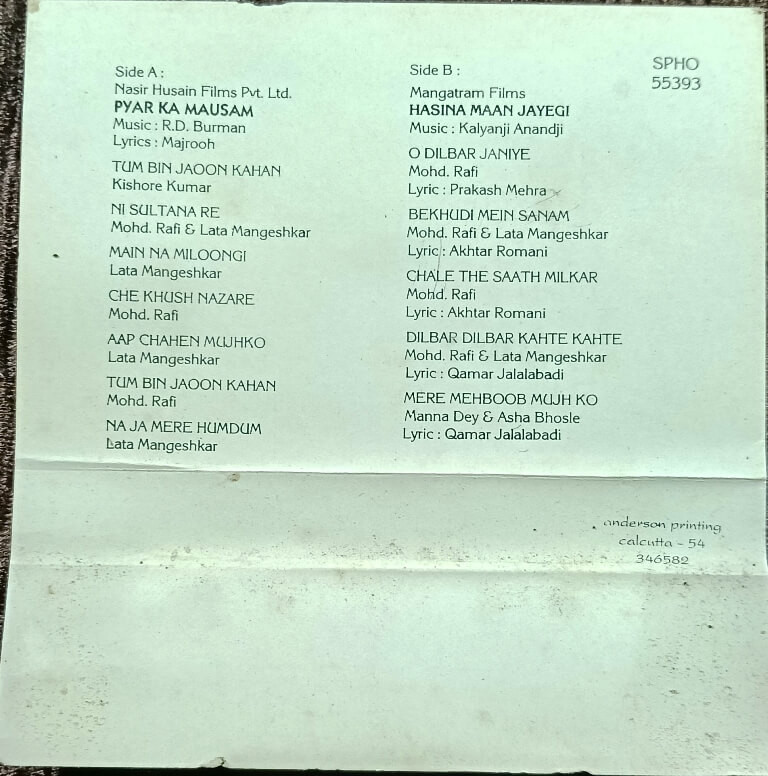 Side A :
Nasir Husain Films Pvt. Ltd.
PYAR KA MAUSAM
Music : R.D. Burman
Lyrics : Majrooh
TUM BIN JAOON KAHAN
Kishore Kumar
NI SULTANA RE
Mohd. Rafi & Lata Mangeshkar
MAIN NA MILOONGI
Lata Mangeshkar
CHE KHUSH NAZARE
Mohd. Rafi
AAP CHAHEN MUJHKO
Lata Mangeshkar
TUM BIN JAOON KAHAN
Mohd. Rafi
NA JA MERE HUMDUM
Lata Mangeshkar
Side B :
Mangatram Films
HASINA MAAN JAYEGI
Music : Kalyanji Anandji
O DILBAR JANIYE
Mohd. Rafi
Lyric : Prakash Mehra
BEKHUDI MEIN SANAM
Mohd. Rafi & Lata Mangeshkar
Lyric : Akhtar Romani
CHALE THE SAATH MILKAR
Mohd. Rafi
Lyric : Akhtar Romani
DILBAR DILBAR KAHTE KAHTE
Mohd. Rafi & Lata Mangeshkar
Lyric : Qamar Jalalabadi
MERE MEHBOOB MUJH KO
Manna Dey & Asha Bhosle
Lyric : Qamar Jalalabadi
SPHO
55393
anderson printing
calcutta - 54
346582